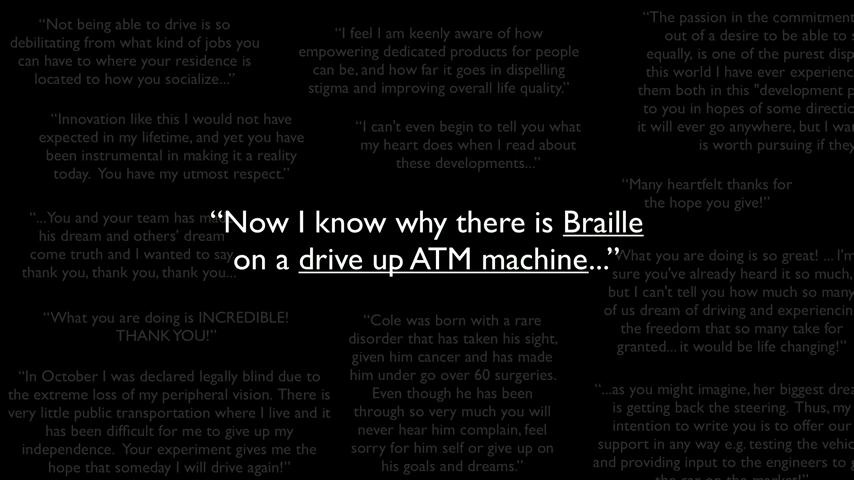 “Not being able to drive is so
debilitating from what kind of jobs you
can have to where your residence is
located to how you socialize...”
“Innovation like this I would not have
expected in my lifetime, and yet you have
been instrumental in making it a reality
today. You have my utmost respect.”
“...You and your team has
his dream and others’ dream
come truth and I wanted to say
thank you, thank you, thank you...
“What you are doing is INCREDIBLE!
THANK YOU!”
“In October I was declared legally blind due to
the extreme loss of my peripheral vision. There is
very little public transportation where I live and it
has been difficult for me to give up my
independence. Your experiment gives me the
hope that someday I will drive again!”
“I feel I am keenly aware of how
empowering dedicated products for people
can be, and how far it goes in dispelling
stigma and improving overall life quality.”
“I can't even begin to tell you what
my heart does when I read about
these developments...”
“Now I know why there is Braille
on a drive up ATM machine...”
“Cole was born with a rare
disorder that has taken his sight,
given him cancer and has made
him under go over 60 surgeries.
Even though he has been
through so very much you will
never hear him complain, feel
sorry for him self or give up on
his goals and dreams.”
“The passion in the commitment
out of a desire to be able to
equally, is one of the purest
this world I have ever
them both in this "development
to you in hopes of some
it will ever go anywhere, but I
is worth pursuing if they
“Many heartfelt thanks for
the hope you give!”
What you are doing is so great! ... I'm
sure you've already heard it so much,
but I can't tell you how much so many
of us dream of driving and
the freedom that so many take for
granted... it would be life changing!”
“...as you might imagine, her biggest
is getting back the steering. Thus, my
intention to write you is to offer our
support in any way e.g. testing the
and providing input to the engineers to
the car on the market!”